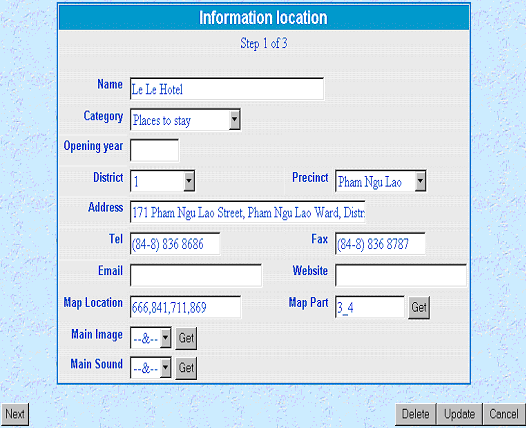 Information location
Step 1 of 3
Name Le Le Hotel
Category Places to stay
Opening year
District 1 Precinct Pham Ngu Lao
Address 171 Pham Ngu Lao Street, Pham Ngu Lao Ward, Distr
Tel (84-8) 836 8686 Fax (84-8) 836 8787
Email Website
Map Location 666,841,711,869 Map Part 3_4 Get
Main Image --&-- Get
Main Sound --&-- Get
Next Delete Update Cancel